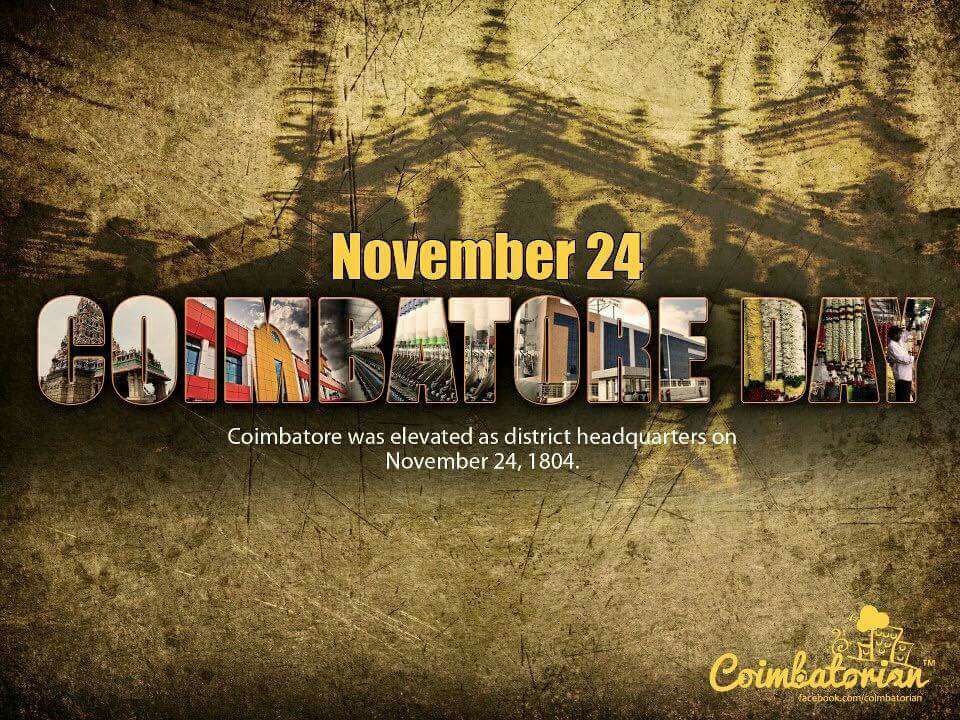 November 24
COIMBATORE DAY
Coimbatore was elevated as district headquarters on
November 24, 1804.
Coimbatorian™
facebook.com/coimbatorian